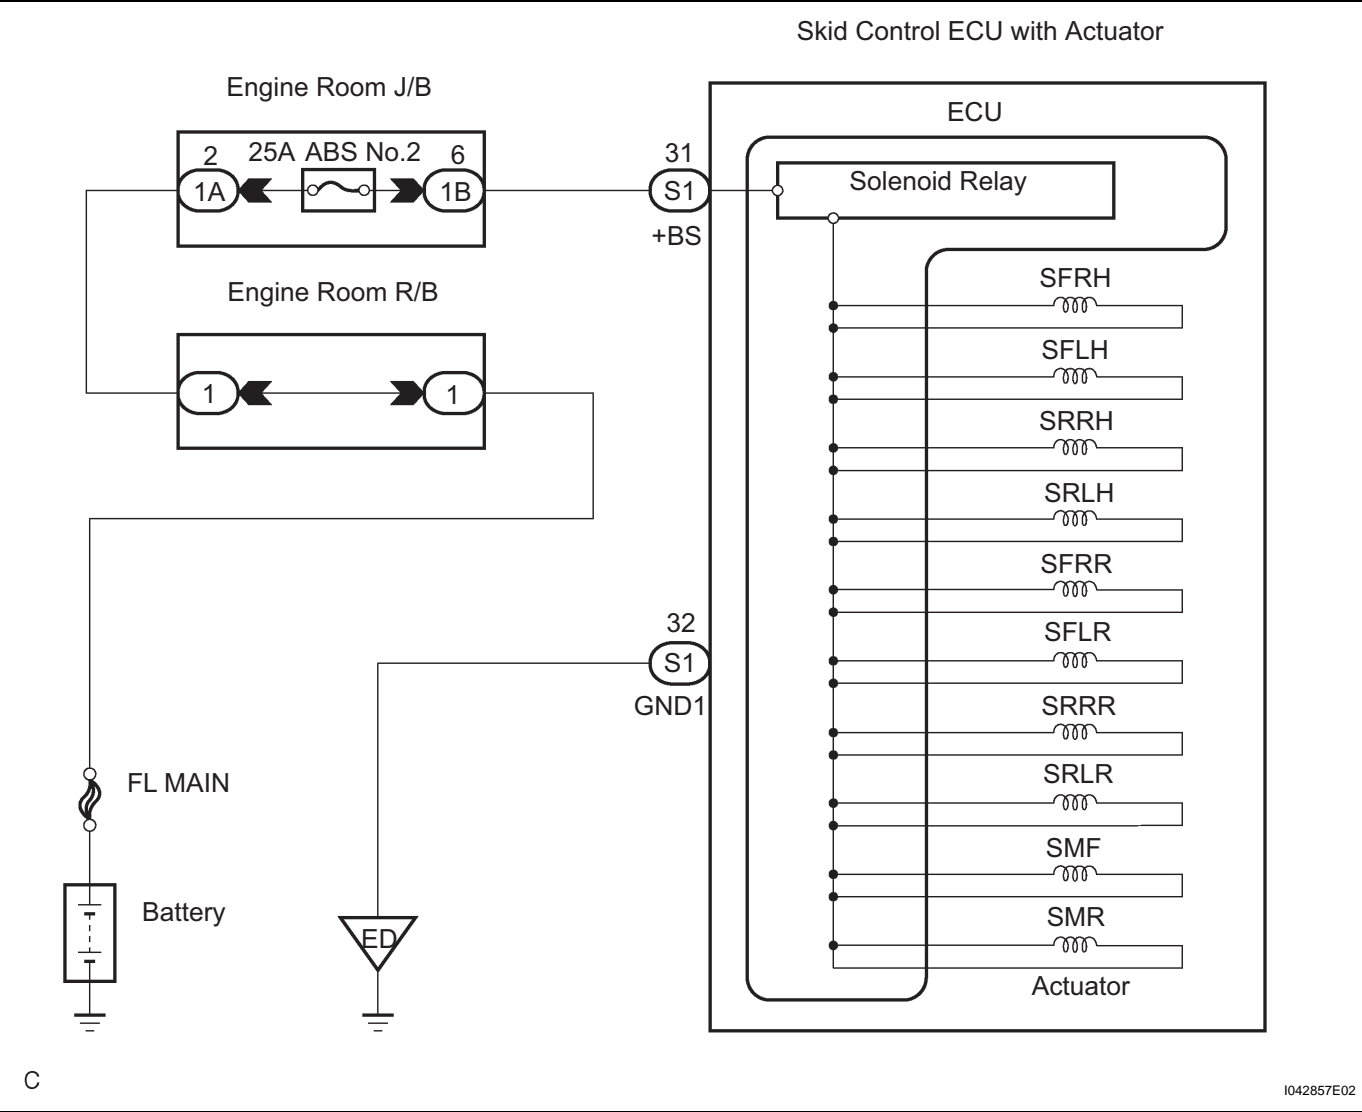 Skid Control ECU with Actuator
Engine Room J/B
ECU
2 25A ABS No.2 6
1A 1B
31
S1
+BS
Solenoid Relay
Engine Room R/B
1 1
SFRH
SFLH
SRRH
SRLH
SFRR
SFLR
32
S1
GND1
SRRR
SRLR
FL MAIN
SMF
Battery
SMR
ED
Actuator
C
I042857E02